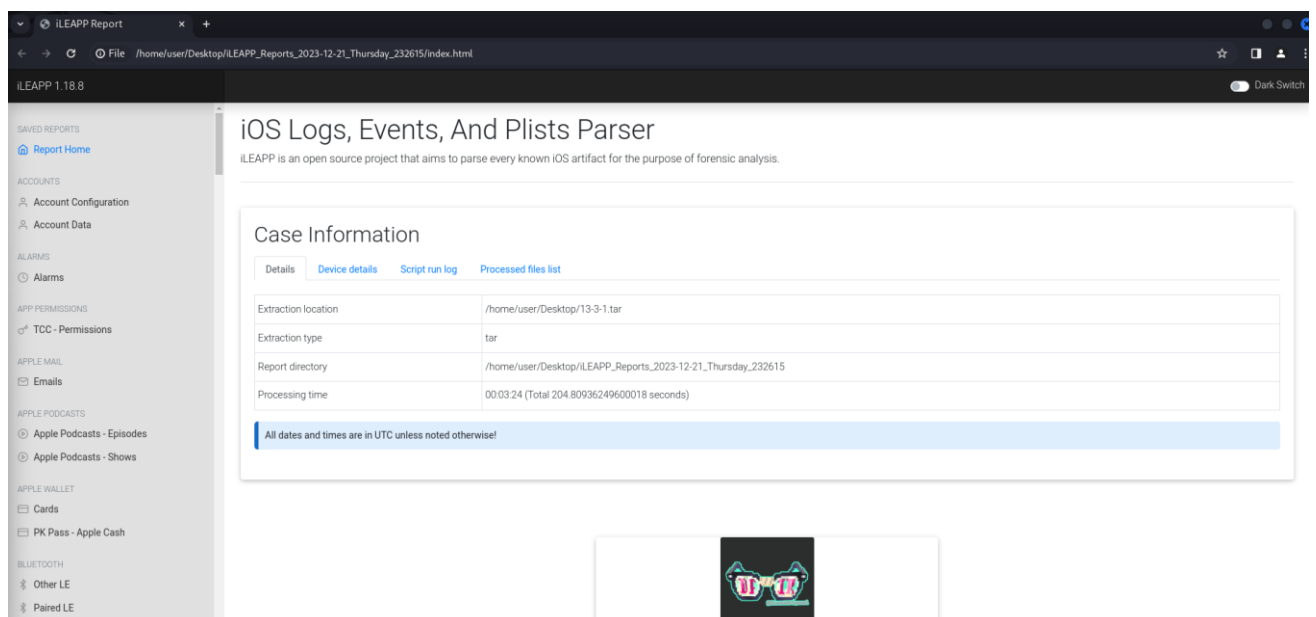 iLEAPP Report
File /home/user/Desktop/iLEAPP_Reports_2023-12-21_Thursday_232615/index.html
iLEAPP 1.18.8
Dark Switch
SAVED REPORTS
Report Home
ACCOUNTS
Account Configuration
Account Data
ALARMS
Alarms
APP PERMISSIONS
TCC - Permissions
APPLE MAIL
Emails
APPLE PODCASTS
Apple Podcasts - Episodes
Apple Podcasts - Shows
APPLE WALLET
Cards
PK Pass - Apple Cash
BLUETOOTH
Other LE
Paired LE
iOS Logs, Events, And Plists Parser
iLEAPP is an open source project that aims to parse every known iOS artifact for the purpose of forensic analysis.
Case Information
Details Device details Script run log Processed files list
Extraction location /home/user/Desktop/13-3-1.tar
Extraction type tar
Report directory /home/user/Desktop/iLEAPP_Reports_2023-12-21_Thursday_232615
Processing time 00:03:24 (Total 204.80936249600018 seconds)
All dates and times are in UTC unless noted otherwise!